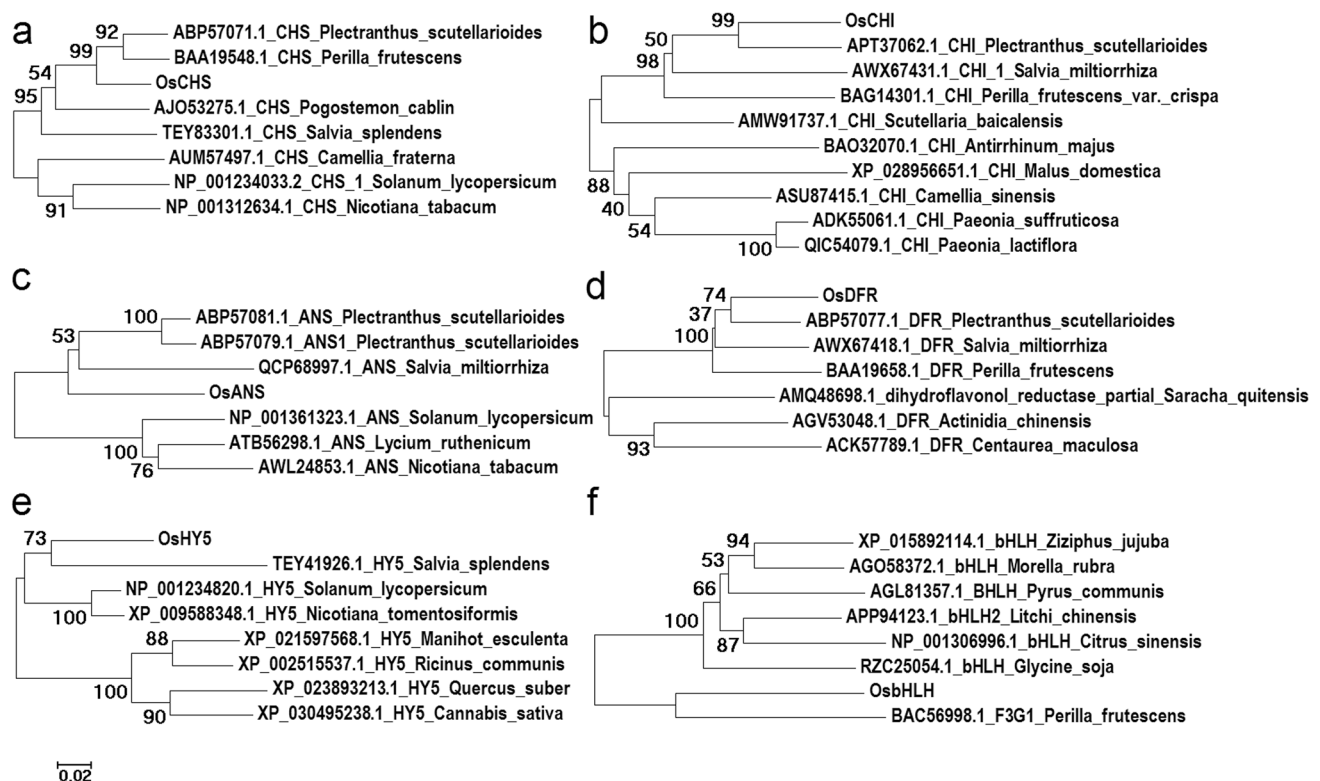 a
92
ABP57071.1_CHS_Plectranthus_scutellarioides
99
BAA19548.1_CHS_Perilla_frutescens
54
OsCHS
95
AJO53275.1_CHS_Pogostemon_cablin
TEY83301.1_CHS_Salvia_splendens
AUM57497.1_CHS_Camellia_fraterna
NP_001234033.2_CHS_1_Solanum_lycopersicum
91
NP_001312634.1_CHS_Nicotiana_tabacum
b
99
OsCHI
50
APT37062.1_CHI_Plectranthus_scutellarioides
98
AWX67431.1_CHI_1_Salvia_miltiorrhiza
BAG14301.1_CHI_Perilla_frutescens_var._crispa
AMW91737.1_CHI_Scutellaria_baicalensis
BAO32070.1_CHI_Antirrhinum_majus
88
XP_028956651.1_CHI_Malus_domestica
40
ASU87415.1_CHI_Camellia_sinensis
54
ADK55061.1_CHI_Paeonia_suffruticosa
100
QIC54079.1_CHI_Paeonia_lactiflora
c
100
ABP57081.1_ANS_Plectranthus_scutellarioides
53
ABP57079.1_ANS1_Plectranthus_scutellarioides
QCP68997.1_ANS_Salvia_miltiorrhiza
OsANS
NP_001361323.1_ANS_Solanum_lycopersicum
100
ATB56298.1_ANS_Lycium_ruthenicum
76
AWL24853.1_ANS_Nicotiana_tabacum
d
74
OsDFR
37
ABP57077.1_DFR_Plectranthus_scutellarioides
100
AWX67418.1_DFR_Salvia_miltiorrhiza
BAA19658.1_DFR_Perilla_frutescens
AMQ48698.1_dihydroflavonol_reductase_partial_Saracha_quitensis
AGV53048.1_DFR_Actinidia_chinensis
93
ACK57789.1_DFR_Centaurea_maculosa
e
73
OsHY5
TEY41926.1_HY5_Salvia_splendens
NP_001234820.1_HY5_Solanum_lycopersicum
100
XP_009588348.1_HY5_Nicotiana_tomentosiformis
88
XP_021597568.1_HY5_Manihot_esculenta
XP_002515537.1_HY5_Ricinus_communis
100
XP_023893213.1_HY5_Quercus_suber
90
XP_030495238.1_HY5_Cannabis_sativa
0.02
f
94
XP_015892114.1_bHLH_Ziziphus_jujuba
53
AGO58372.1_bHLH_Morella_rubra
66
AGL81357.1_BHLH_Pyrus_communis
100
APP94123.1_bHLH2_Litchi_chinensis
87
NP_001306996.1_bHLH_Citrus_sinensis
RZC25054.1_bHLH_Glycine_soja
OsbHLH
BAC56998.1_F3G1_Perilla_frutescens